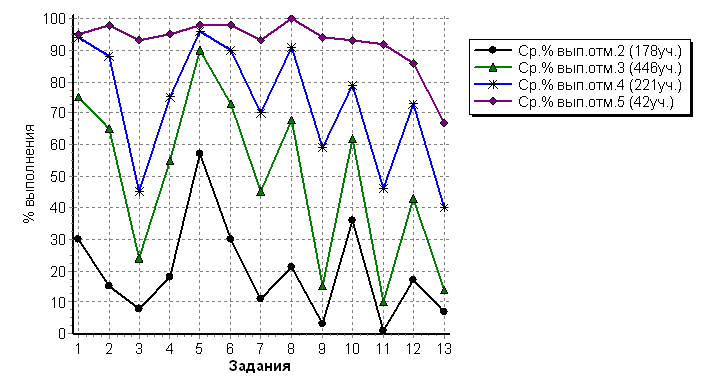 100
90
80
70
60
50
40
30
20
10
0
% выполнения
1 2 3 4 5 6 7 8 9 10 11 12 13
Задания
Ср.% вып.отм.2 (178уч.)
Ср.% вып.отм.3 (446уч.)
Ср.% вып.отм.4 (221уч.)
Ср.% вып.отм.5 (42уч.)